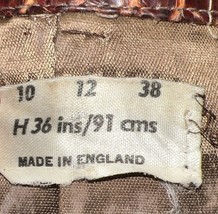 10 12 38
H 36 ins/91 cms
MADE IN ENGLAND